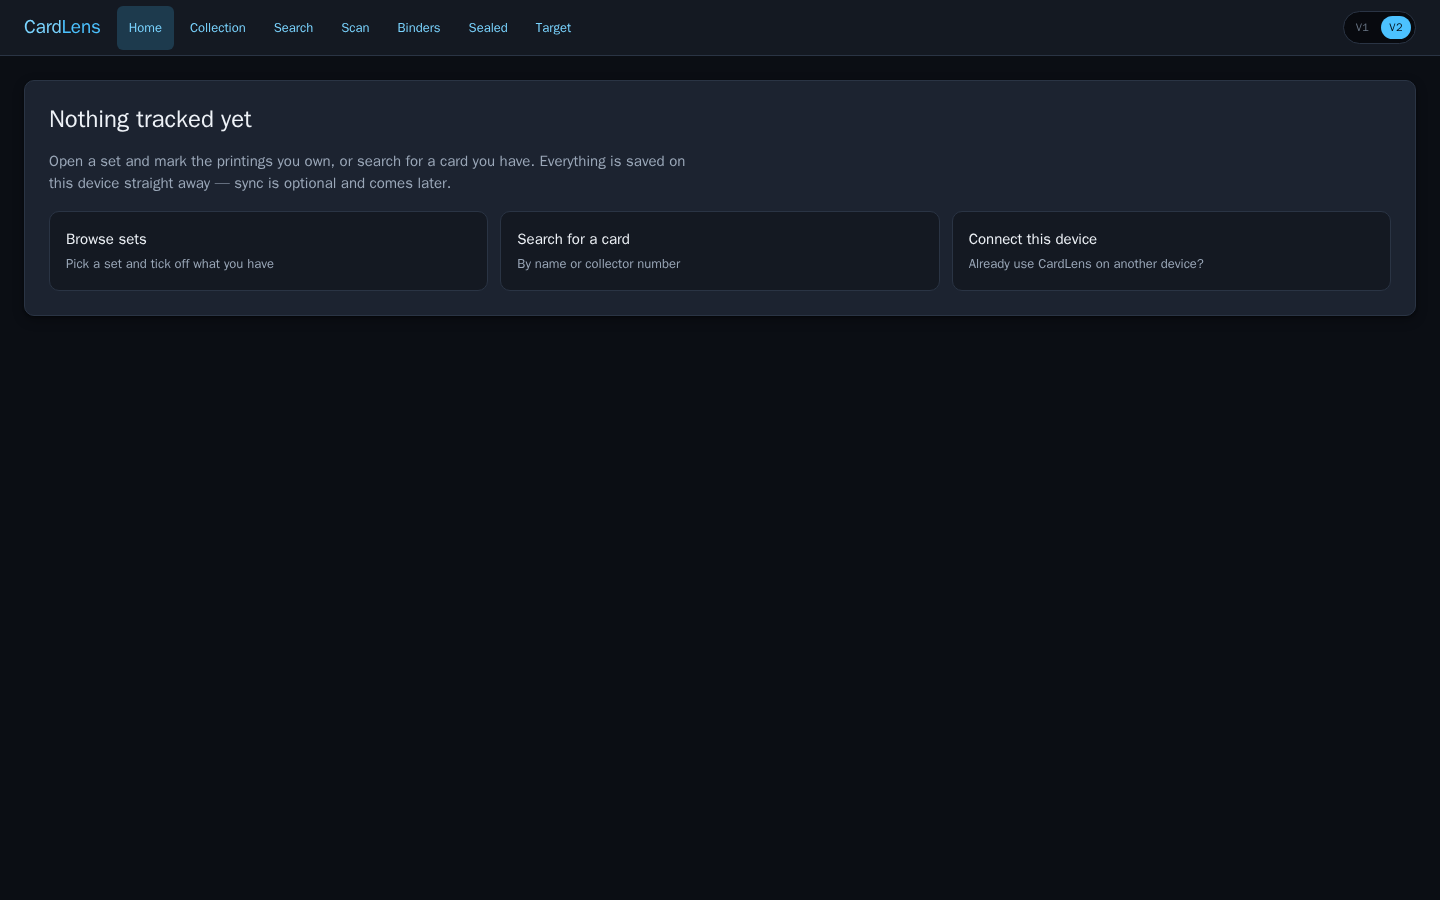 CardLens Home Collection Search Scan Binders Sealed Target V1 V2
Nothing tracked yet
Open a set and mark the printings you own, or search for a card you have. Everything is saved on
this device straight away — sync is optional and comes later.
Browse sets
Pick a set and tick off what you have
Search for a card
By name or collector number
Connect this device
Already use CardLens on another device?